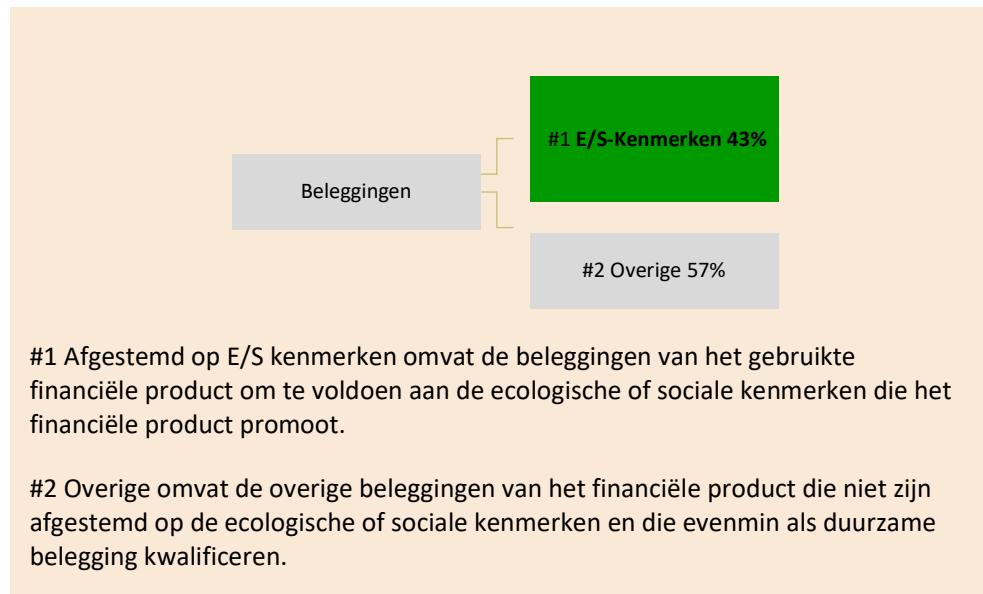 #1 E/S-Kenmerken 43%
Beleggingen
#2 Overige 57%
#1 Afgestemd op E/S kenmerken omvat de beleggingen van het gebruikte
financiële product om te voldoen aan de ecologische of sociale kenmerken die het
financiële product promoot.
#2 Overige omvat de overige beleggingen van het financiële product die niet zijn
afgestemd op de ecologische of sociale kenmerken en die evenmin als duurzame
belegging kwalificeren.